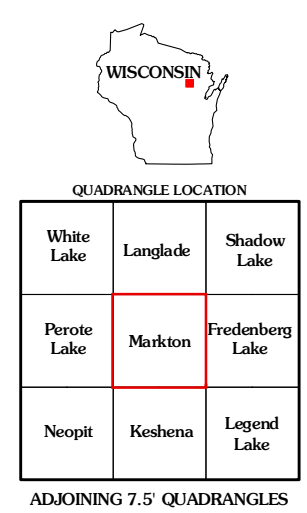 WISCONSIN
QUADRANGLE LOCATION
White
Lake
Langlade
Shadow
Lake
Perote
Lake
Markton
Fredenberg
Lake
Neopit
Keshena
Legend
Lake
ADJOINING 7.5' QUADRANGLES